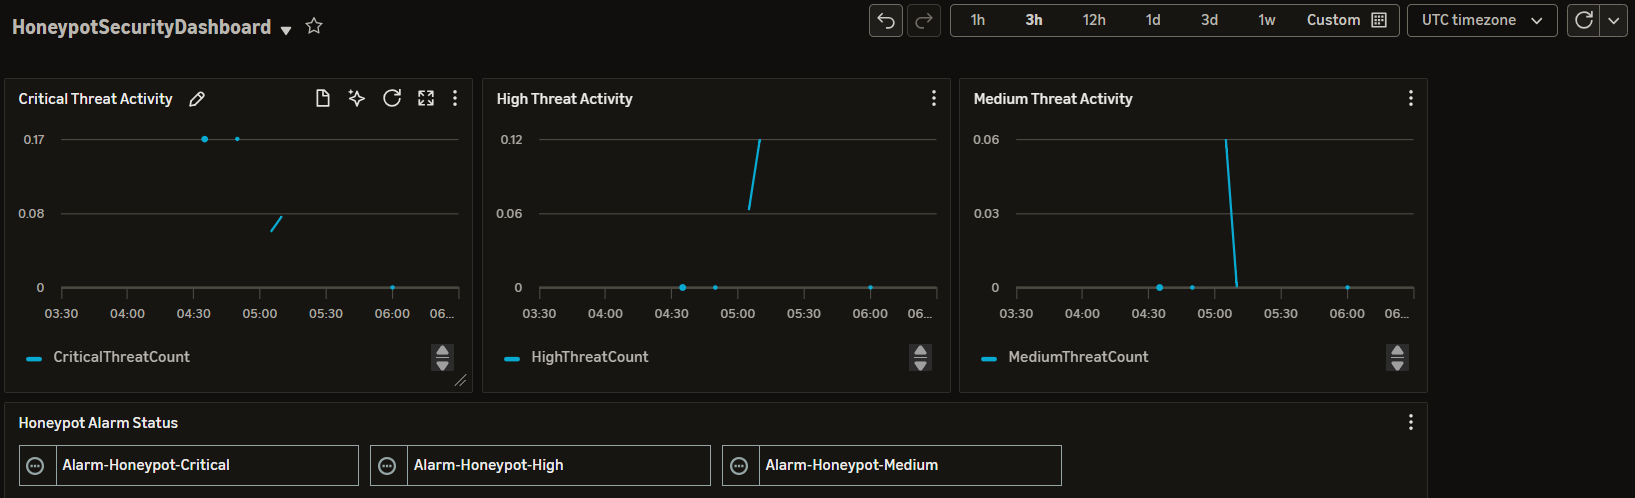 HoneypotSecurityDashboard
1h 3h 12h 1d 3d 1w Custom
UTC timezone
Critical Threat Activity
0.17
0.08
0
03:30 04:00 04:30 05:00 05:30 06:00 06...
CriticalThreatCount
High Threat Activity
0.12
0.06
0
03:30 04:00 04:30 05:00 05:30 06:00 06...
HighThreatCount
Medium Threat Activity
0.06
0.03
0
03:30 04:00 04:30 05:00 05:30 06:00 06...
MediumThreatCount
Honeypot Alarm Status
Alarm-Honeypot-Critical
Alarm-Honeypot-High
Alarm-Honeypot-Medium